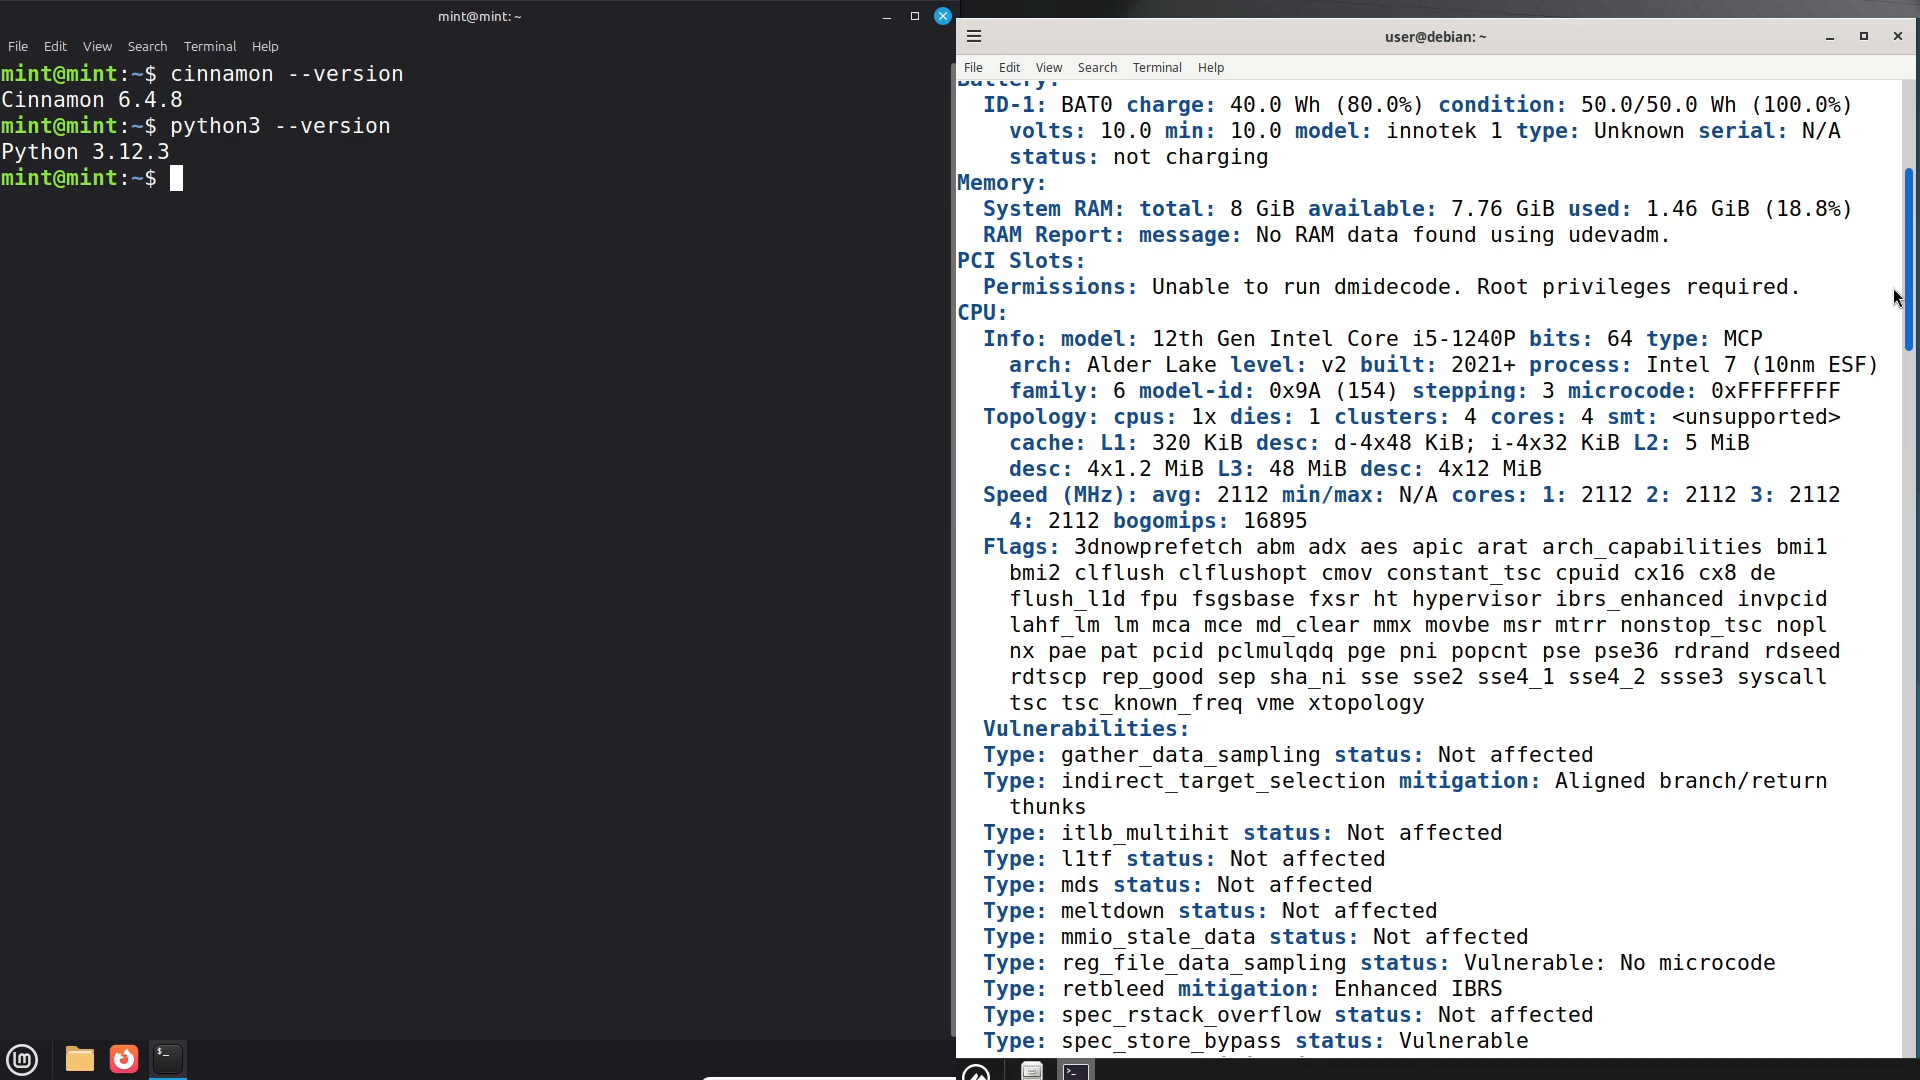 mint@mint: ~
File Edit View Search Terminal Help
mint@mint:~$ cinnamon --version
Cinnamon 6.4.8
mint@mint:~$ python3 --version
Python 3.12.3
mint@mint:~$
user@debian: ~
File Edit View Search Terminal Help
Battery:
ID-1: BAT0 charge: 40.0 Wh (80.0%) condition: 50.0/50.0 Wh (100.0%)
volts: 10.0 min: 10.0 model: innotek 1 type: Unknown serial: N/A
status: not charging
Memory:
System RAM: total: 8 GiB available: 7.76 GiB used: 1.46 GiB (18.8%)
RAM Report: message: No RAM data found using udevadm.
PCI Slots:
Permissions: Unable to run dmidecode. Root privileges required.
CPU:
Info: model: 12th Gen Intel Core i5-1240P bits: 64 type: MCP
arch: Alder Lake level: v2 built: 2021+ process: Intel 7 (10nm ESF)
family: 6 model-id: 0x9A (154) stepping: 3 microcode: 0xFFFFFFFF
Topology: cpus: 1x dies: 1 clusters: 4 cores: 4 smt: <unsupported>
cache: L1: 320 KiB desc: d-4x48 KiB; i-4x32 KiB L2: 5 MiB
desc: 4x1.2 MiB L3: 48 MiB desc: 4x12 MiB
Speed (MHz): avg: 2112 min/max: N/A cores: 1: 2112 2: 2112 3: 2112
4: 2112 bogomips: 16895
Flags: 3dnowprefetch abm adx aes apic arat arch_capabilities bmi1
bmi2 clflush clflushopt cmov constant_tsc cpuid cx16 cx8 de
flush_l1d fpu fsgsbase fxsr ht hypervisor ibrs_enhanced invpcid
lahf_lm lm mca mce md_clear mmx movbe msr mtrr nonstop_tsc nopl
nx pae pat pcid pclmulqdq pge pni popcnt pse pse36 rdrand rdseed
rdtscp rep_good sep sha_ni sse sse2 sse4_1 sse4_2 ssse3 syscall
tsc tsc_known_freq vme xtopology
Vulnerabilities:
Type: gather_data_sampling status: Not affected
Type: indirect_target_selection mitigation: Aligned branch/return
thunks
Type: itlb_multihit status: Not affected
Type: l1tf status: Not affected
Type: mds status: Not affected
Type: meltdown status: Not affected
Type: mmio_stale_data status: Not affected
Type: reg_file_data_sampling status: Vulnerable: No microcode
Type: retbleed mitigation: Enhanced IBRS
Type: spec_rstack_overflow status: Not affected
Type: spec_store_bypass status: Vulnerable